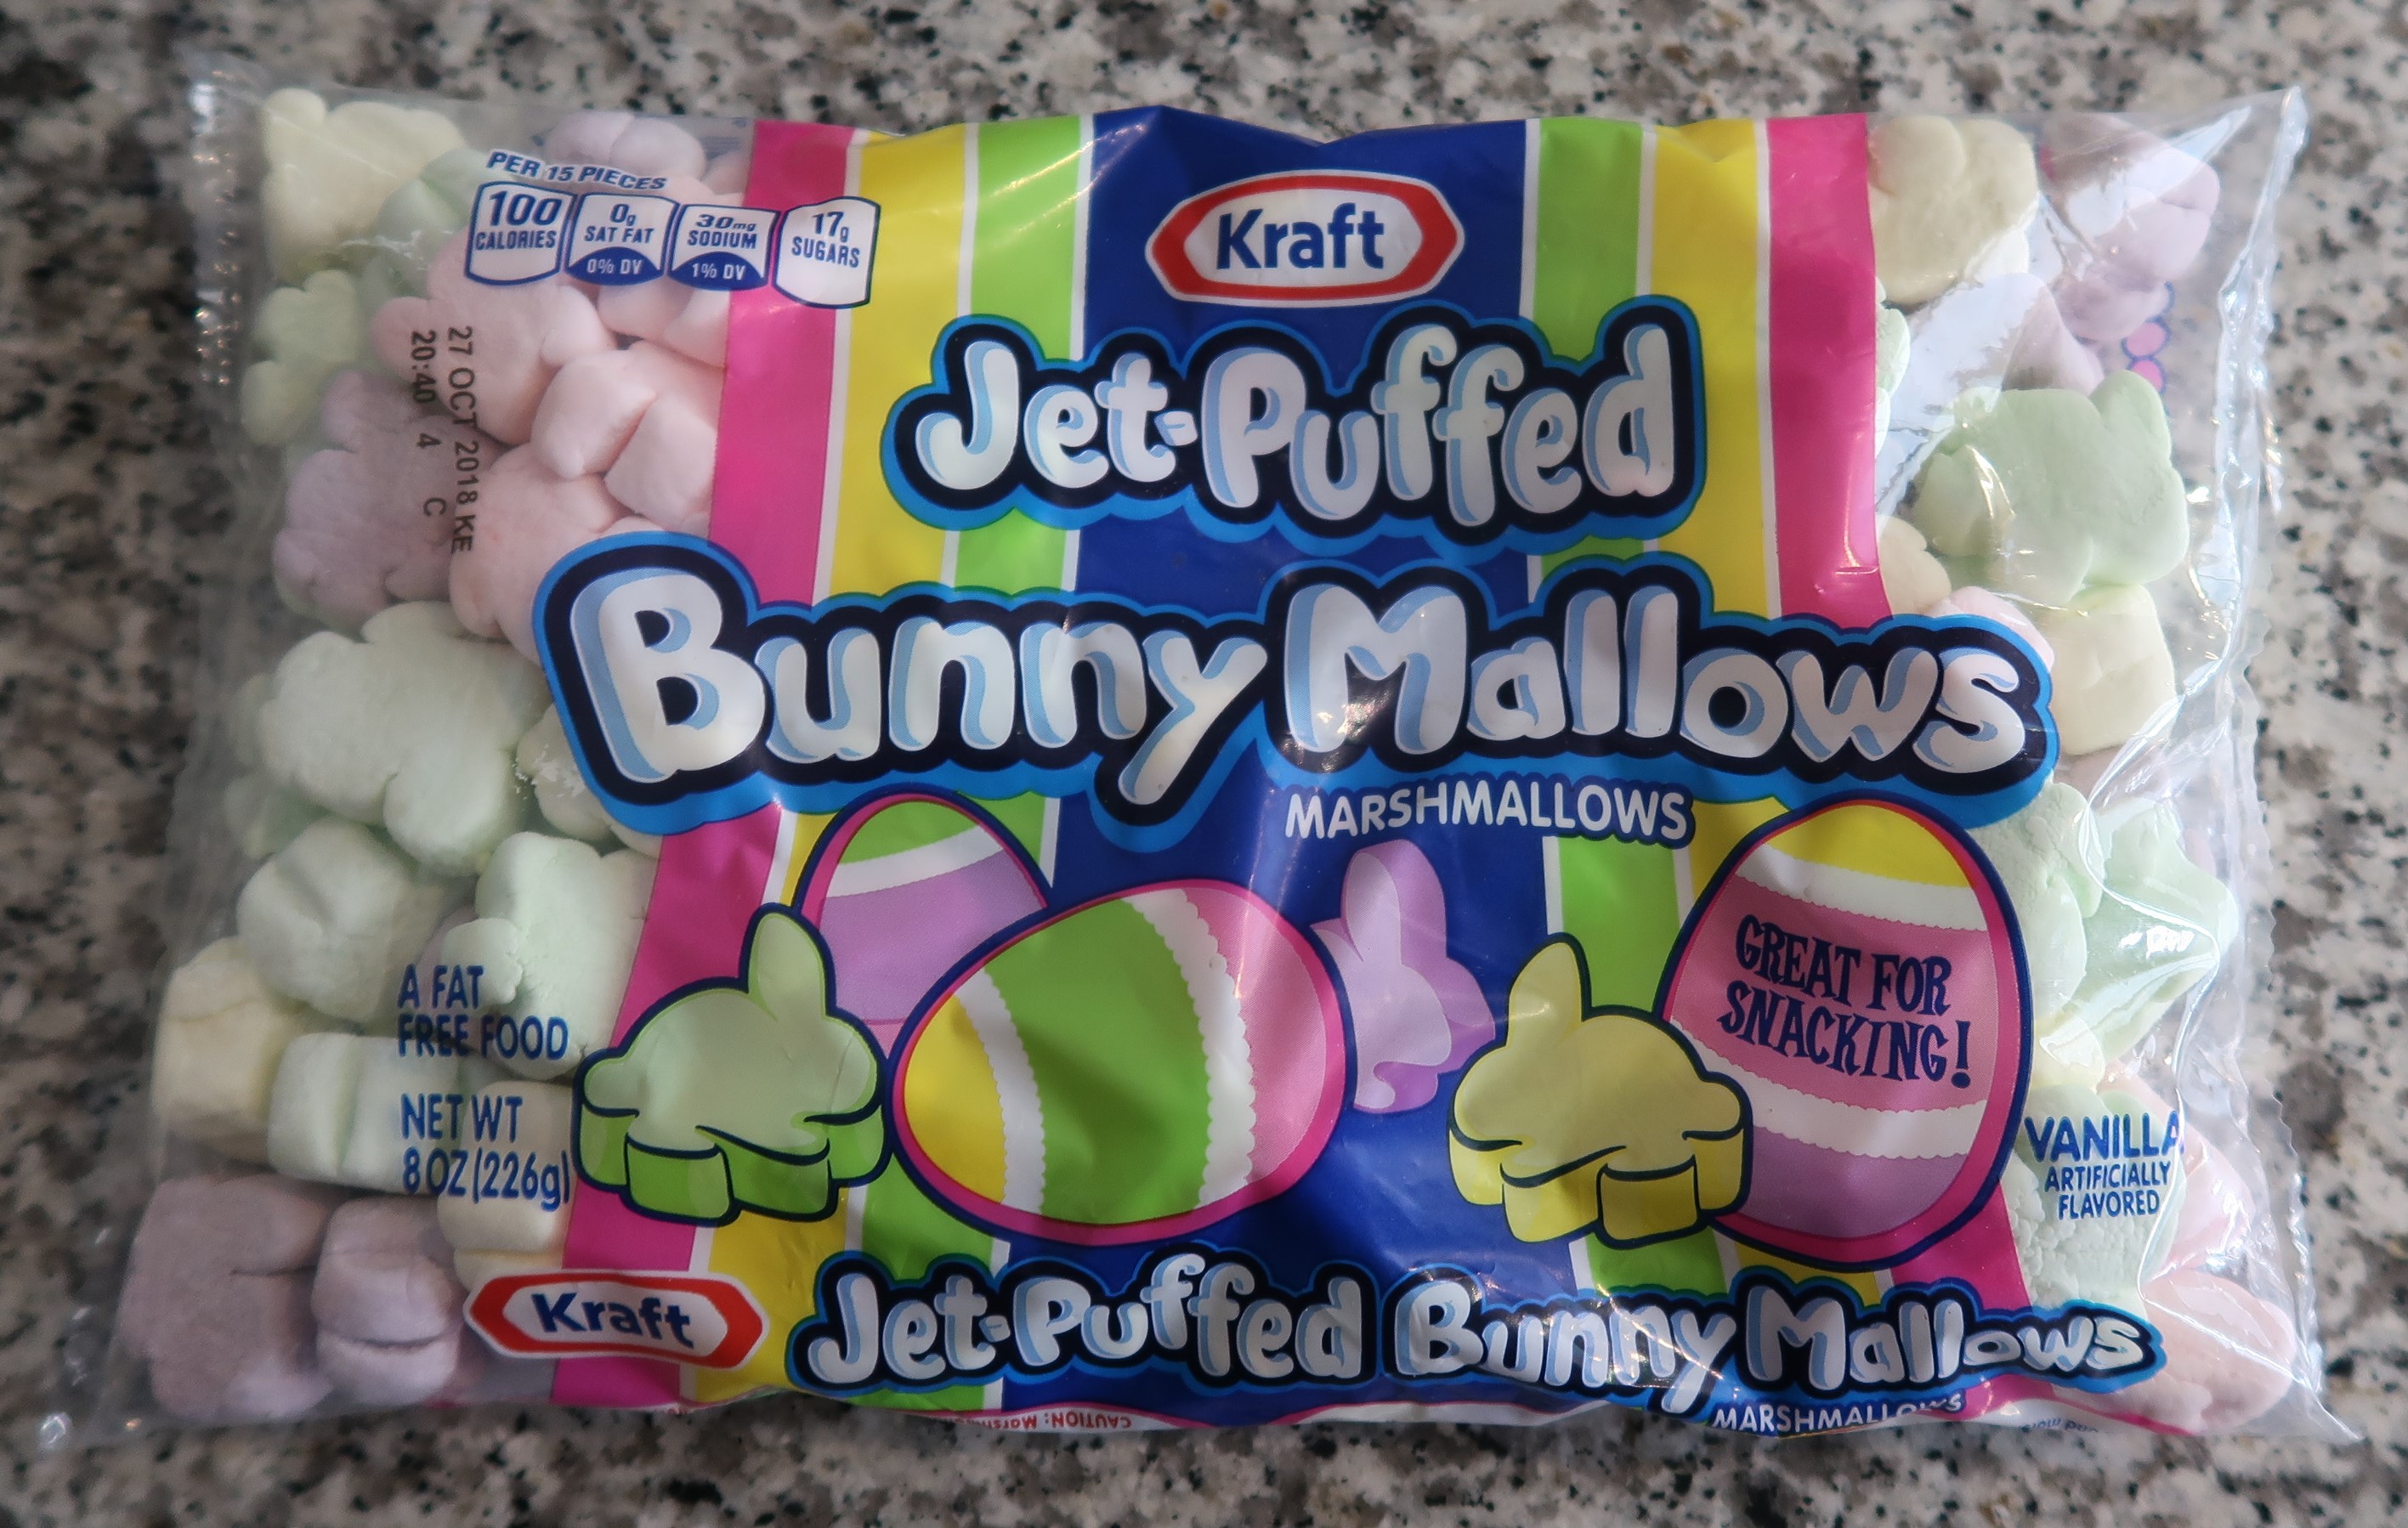 PER 15 PIECES
100 CALORIES
0g SAT FAT 0% DV
30mg SODIUM 1% DV
17g SUGARS
Kraft
27 OCT 2018 KE
20:40 4 C
Jet-Puffed
Bunny Mallows
MARSHMALLOWS
GREAT FOR
SNACKING!
A FAT
FREE FOOD
NET WT
8 OZ (226g)
VANILLA
ARTIFICIALLY
FLAVORED
Kraft
Jet-Puffed Bunny Mallows
MARSHMALLOWS
CAUTION: